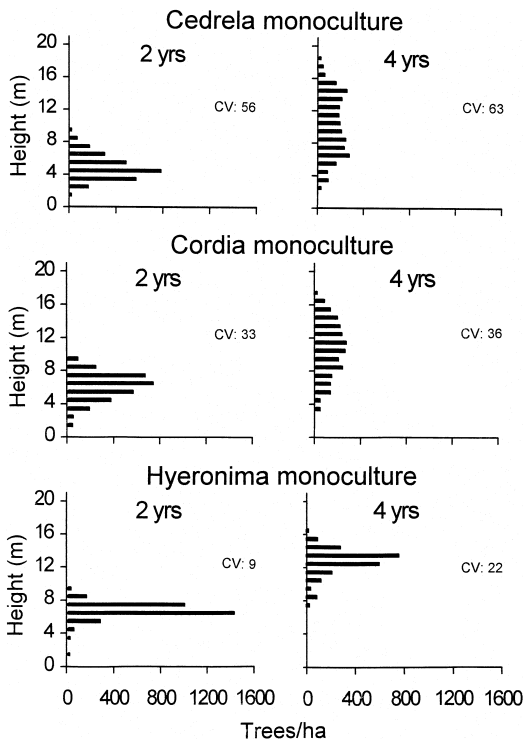 Cedrela monoculture
2 yrs
4 yrs
Height (m)
20
16
12
8
4
0
CV: 56
CV: 63
Cordia monoculture
2 yrs
4 yrs
Height (m)
20
16
12
8
4
0
CV: 33
CV: 36
Hyeronima monoculture
2 yrs
4 yrs
Height (m)
20
16
12
8
4
0
CV: 9
CV: 22
0 400 800 1400 1600
0 400 800 1200 1600
Trees/ha